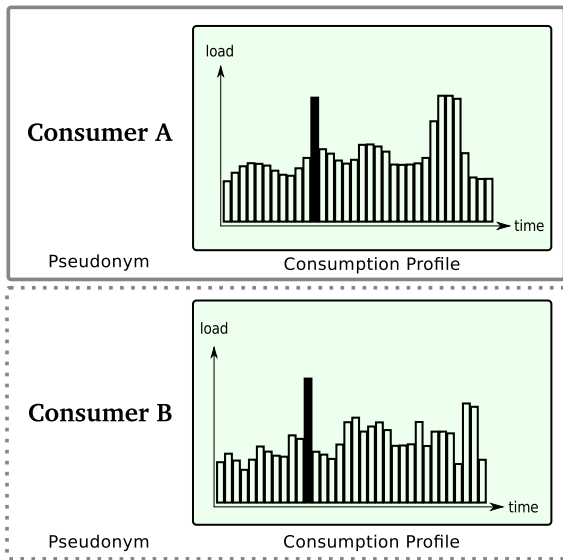 load
Consumer A
time
Pseudonym
Consumption Profile
load
Consumer B
time
Pseudonym
Consumption Profile